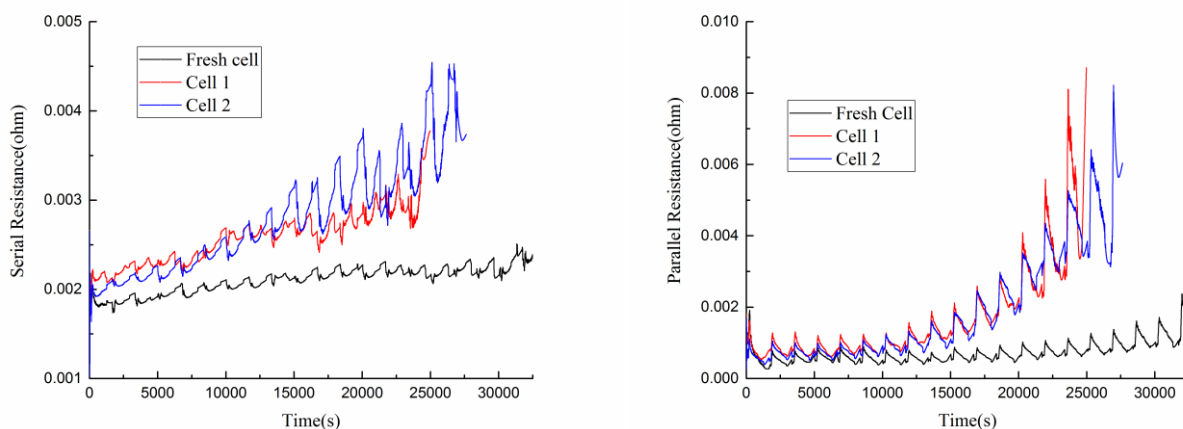 0.005
0.004
0.003
0.002
0.001
Serial Resistance(ohm)
Fresh cell
Cell 1
Cell 2
0 5000 10000 15000 20000 25000 30000
Time(s)
0.010
0.008
0.006
0.004
0.002
0.000
Parallel Resistance(ohm)
Fresh Cell
Cell 1
Cell 2
0 5000 10000 15000 20000 25000 30000
Time(s)